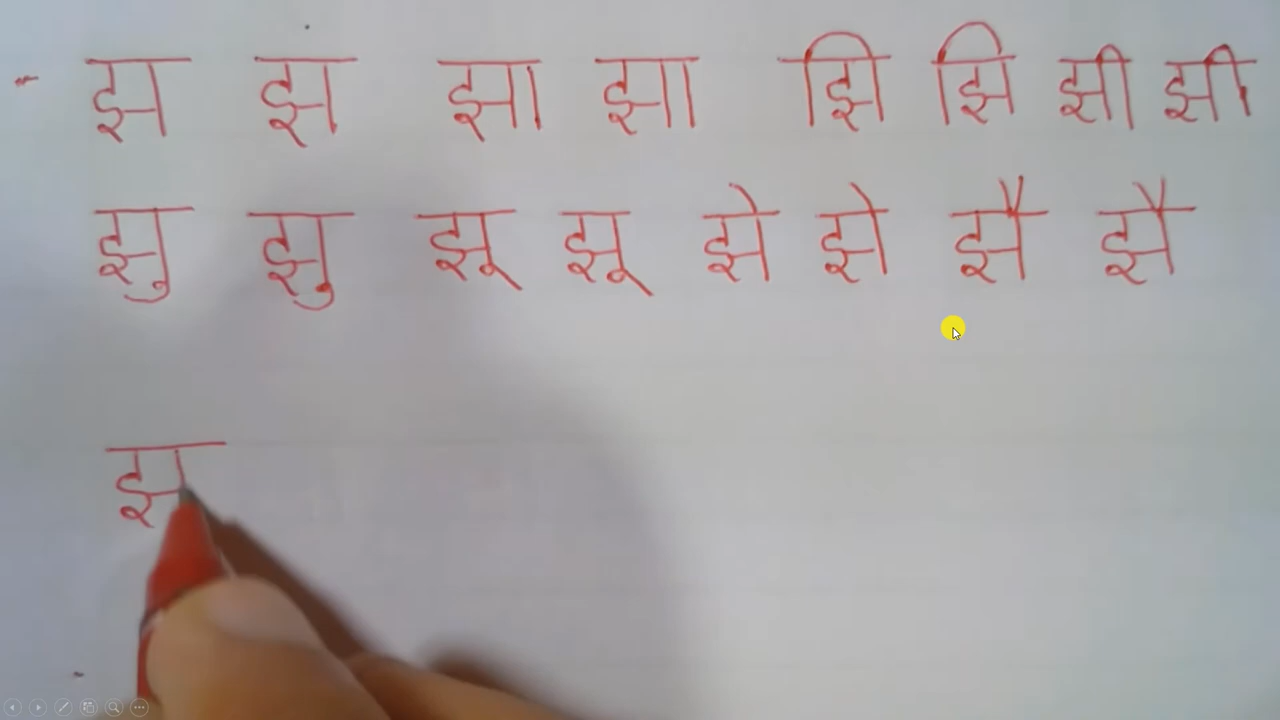 झ झ झा झा झि झि झी झी
झु झु झू झू झे झे झै झै
झ